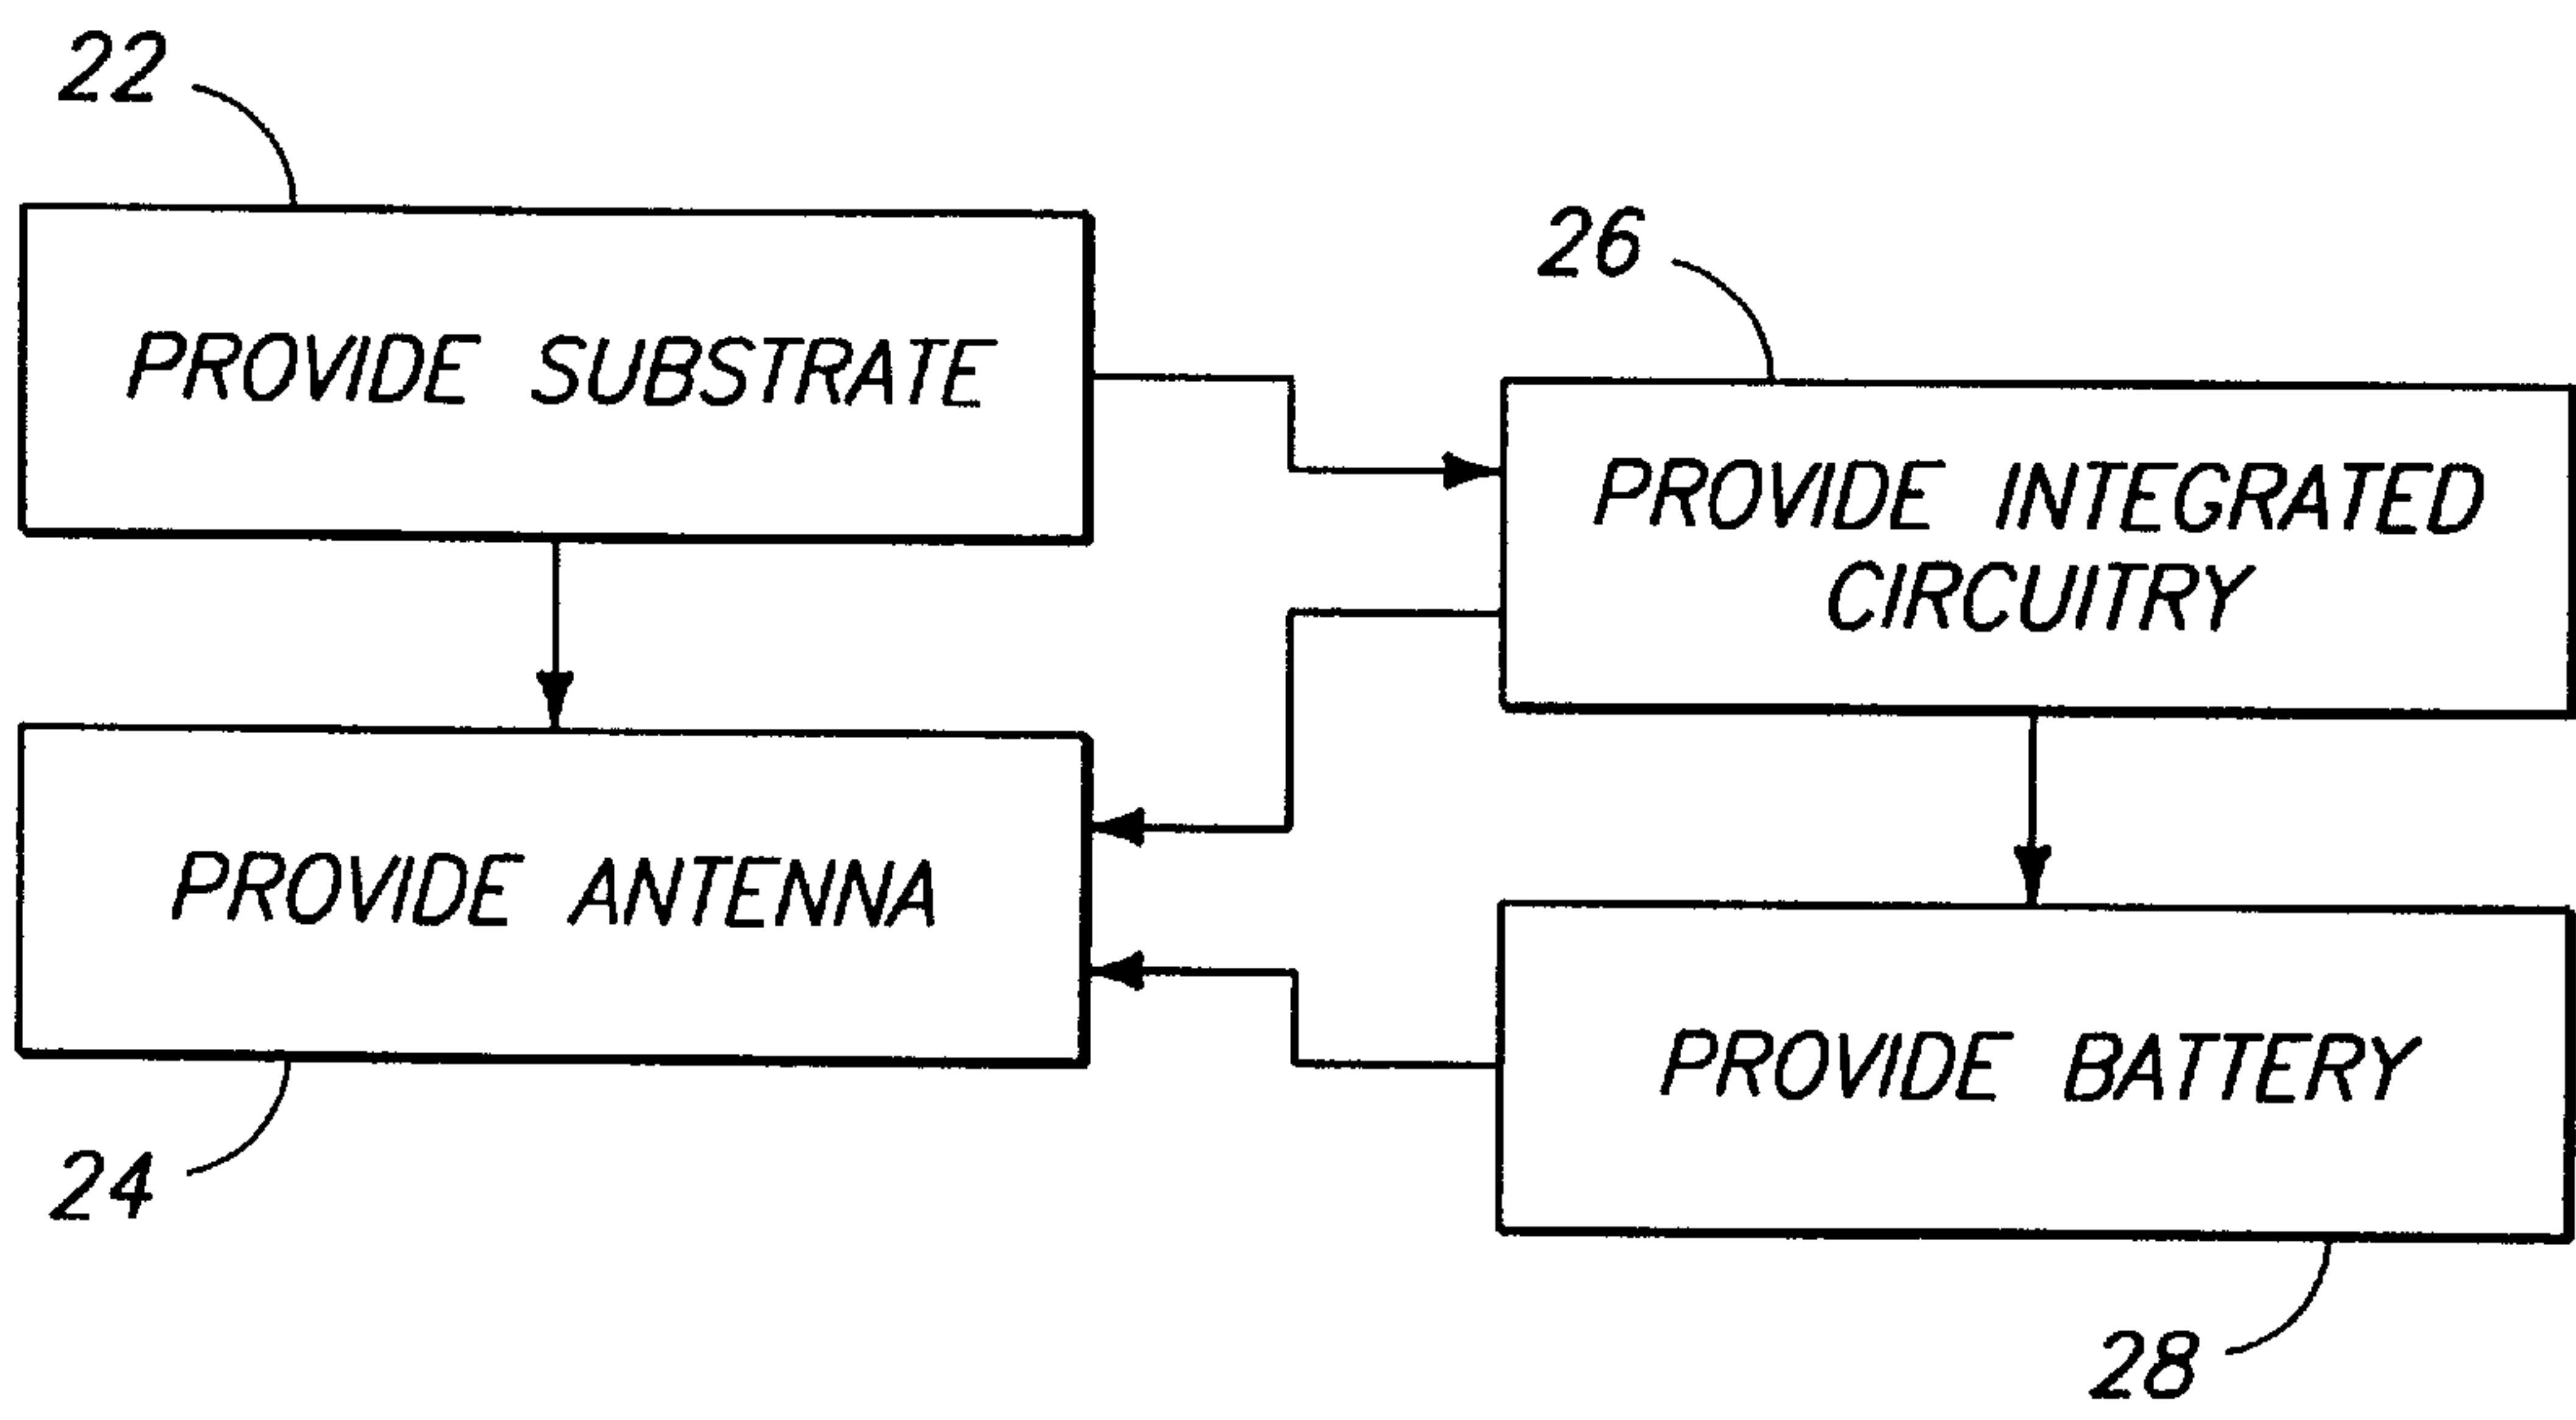 22
PROVIDE SUBSTRATE
26
PROVIDE INTEGRATED
CIRCUITRY
PROVIDE ANTENNA
24
PROVIDE BATTERY
28